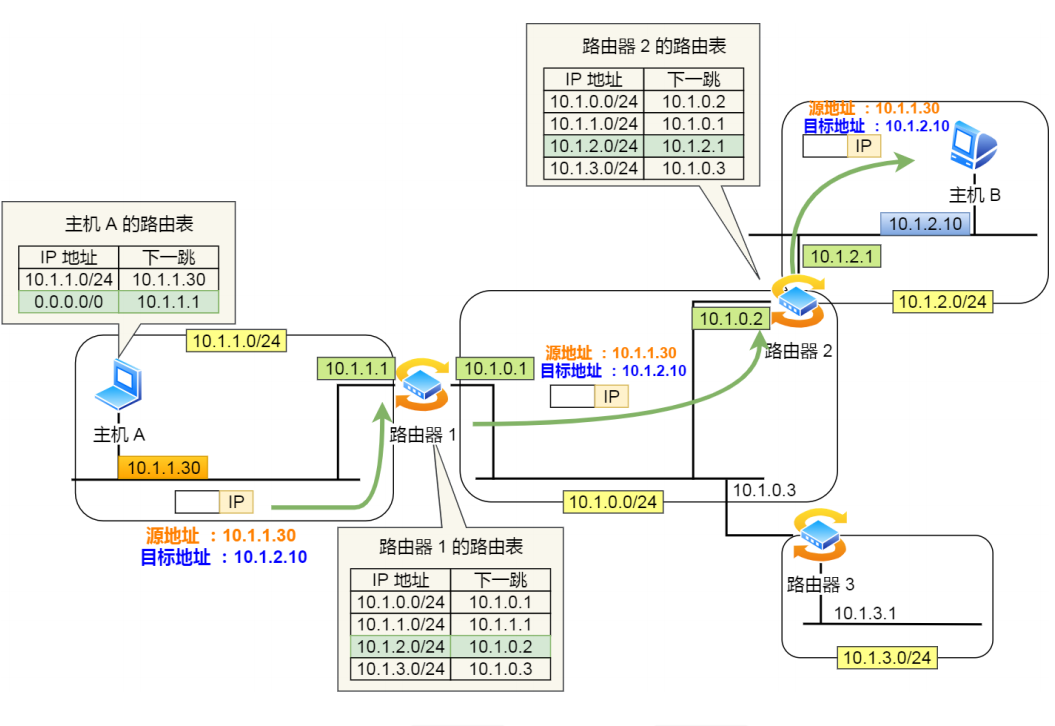 路由器 2 的路由表
IP 地址 下一跳
10.1.0.0/24 10.1.0.2
10.1.1.0/24 10.1.0.1
10.1.2.0/24 10.1.2.1
10.1.3.0/24 10.1.0.3
源地址 ：10.1.1.30
目标地址 ：10.1.2.10
IP
主机 B
10.1.2.10
10.1.2.1
10.1.2.0/24
主机 A 的路由表
IP 地址 下一跳
10.1.1.0/24 10.1.1.30
0.0.0.0/0 10.1.1.1
10.1.1.0/24
10.1.1.1
10.1.0.1
10.1.0.2
路由器 2
源地址 ：10.1.1.30
目标地址 ：10.1.2.10
IP
主机 A
路由器 1
10.1.1.30
IP
源地址 ：10.1.1.30
目标地址 ：10.1.2.10
10.1.0.0/24
10.1.0.3
路由器 1 的路由表
IP 地址 下一跳
10.1.0.0/24 10.1.0.1
10.1.1.0/24 10.1.1.1
10.1.2.0/24 10.1.0.2
10.1.3.0/24 10.1.0.3
路由器 3
10.1.3.1
10.1.3.0/24